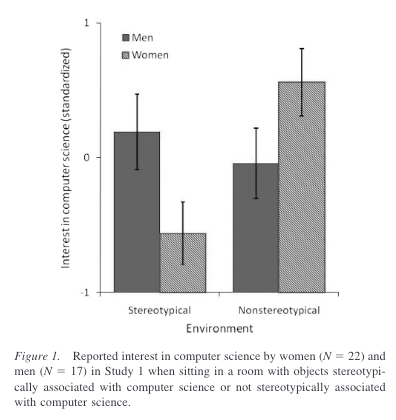 1
Men
Women
Interest in computer science (standardized)
0
-1
Stereotypical Nonstereotypical
Environment
Figure 1. Reported interest in computer science by women (N = 22) and
men (N = 17) in Study 1 when sitting in a room with objects stereotypi-
cally associated with computer science or not stereotypically associated
with computer science.